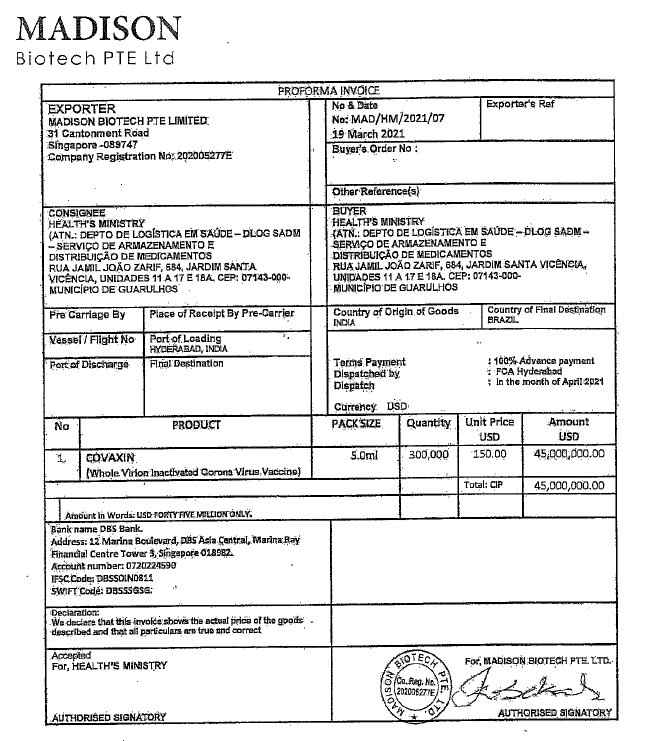 MADISON
Biotech PTE Ltd
PROFORMA INVOICE
EXPORTER
MADISON BIOTECH PTE LIMITED
31 Cantonment Road
Singapore -089747
Company Registration No: 202005277E
No & Date
No: MAD/HM/2021/07
19 March 2021
Exporter's Ref
Buyer's Order No :
Other Reference(s)
CONSIGNEE
HEALTH'S MINISTRY
(ATN.: DEPTO DE LOGÍSTICA EM SAÚDE – DLOG SADM
– SERVIÇO DE ARMAZENAMENTO E
DISTRIBUIÇÃO DE MEDICAMENTOS
RUA JAMIL JOÃO ZARIF, 684, JARDIM SANTA
VICÊNCIA, UNIDADES 11 A 17 E 18A. CEP: 07143-000-
MUNICÍPIO DE GUARULHOS
BUYER
HEALTH'S MINISTRY
(ATN.: DEPTO DE LOGÍSTICA EM SAÚDE – DLOG SADM –
SERVIÇO DE ARMAZENAMENTO E
DISTRIBUIÇÃO DE MEDICAMENTOS
RUA JAMIL JOÃO ZARIF, 684, JARDIM SANTA VICÊNCIA,
UNIDADES 11 A 17 E 18A. CEP: 07143-000-
MUNICÍPIO DE GUARULHOS
Pre Carriage By
Place of Receipt By Pre-Carrier
Country of Origin of Goods
INDIA
Country of Final Destination
BRAZIL
Vessel / Flight No
Port of Loading
HYDERABAD, INDIA
Port of Discharge
Final Destination
Terms Payment : 100% Advance payment
Dispatched by : FCA Hyderabad
Dispatch : In the month of April 2021
Currency USD
No PRODUCT PACK SIZE Quantity Unit Price USD Amount USD
1. COVAXIN 5.0ml 300,000 150.00 45,000,000.00
(Whole Virion Inactivated Corona Virus Vaccine)
Total: CIP 45,000,000.00
Amount in Words: USD FORTY FIVE MILLION ONLY.
Bank name DBS Bank.
Address: 12 Marina Boulevard, DBS Asia Central, Marina Bay
Financial Centre Tower 3, Singapore 018982.
Account number: 0720224590
IFSC Code: DBSS0IN0811
SWIFT Code: DBSSSGSG
Declaration:
We declare that this invoice shows the actual price of the goods
described and that all particulars are true and correct
Accepted
For, HEALTH'S MINISTRY
AUTHORISED SIGNATORY
For, MADISON BIOTECH PTE. LTD.
MADISON BIOTECH PTE. LTD.
Co. Reg. No.
202005277E
AUTHORISED SIGNATORY